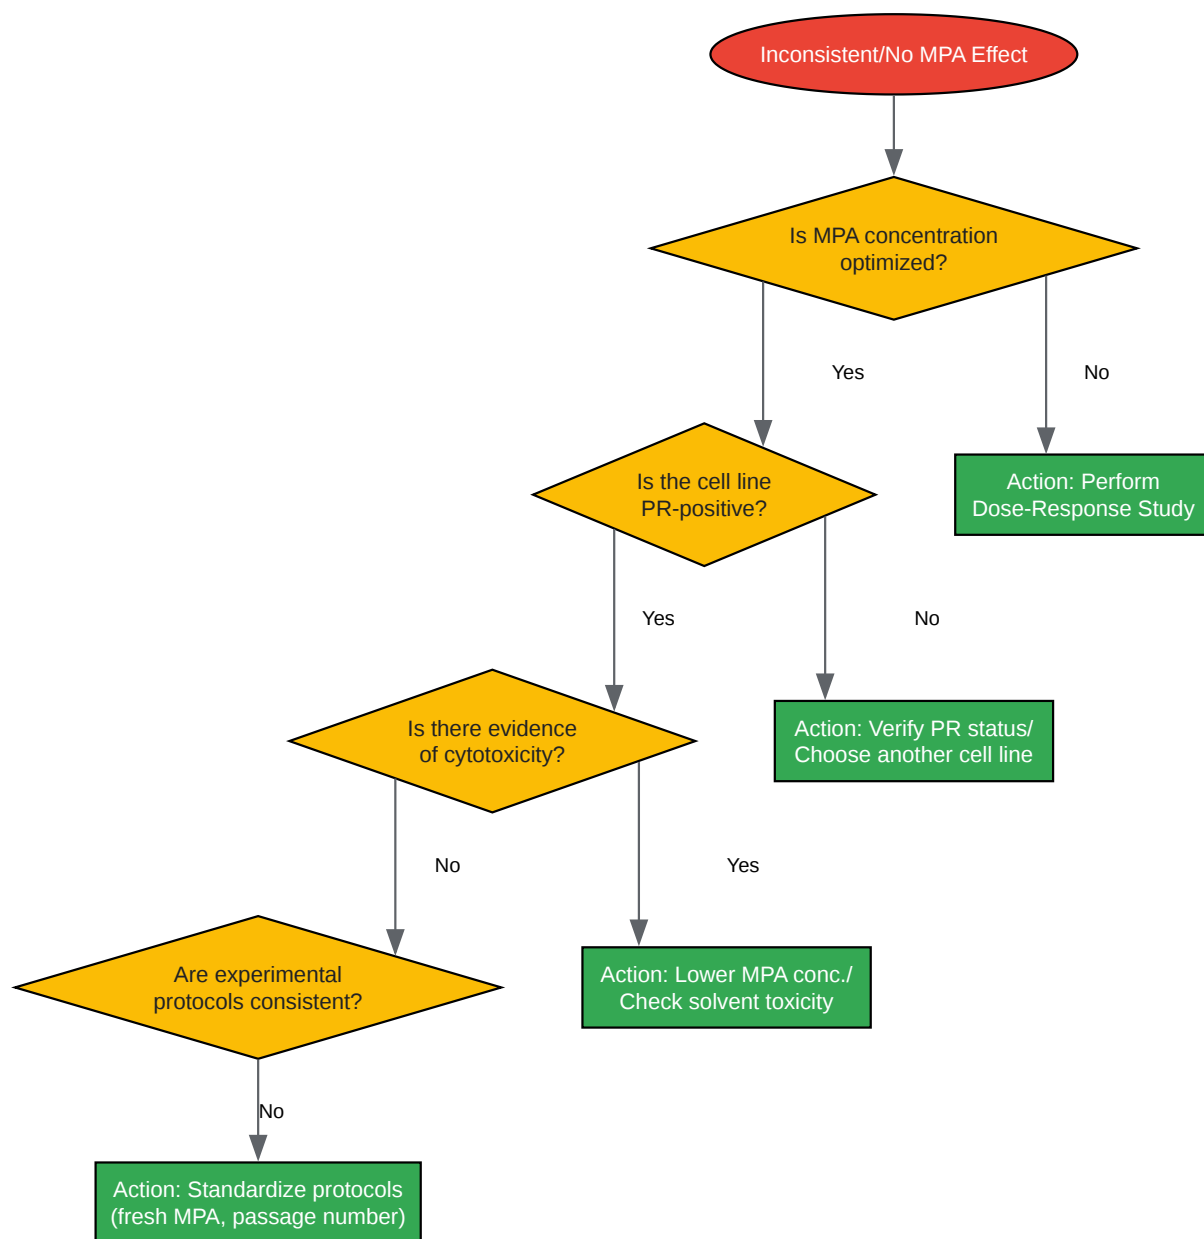 Inconsistent/No MPA Effect
Is MPA concentration
optimized?
Yes
No
Is the cell line
PR-positive?
Action: Perform
Dose-Response Study
Yes
No
Is there evidence
of cytotoxicity?
Action: Verify PR status/
Choose another cell line
No
Yes
Are experimental
protocols consistent?
Action: Lower MPA conc./
Check solvent toxicity
No
Action: Standardize protocols
(fresh MPA, passage number)